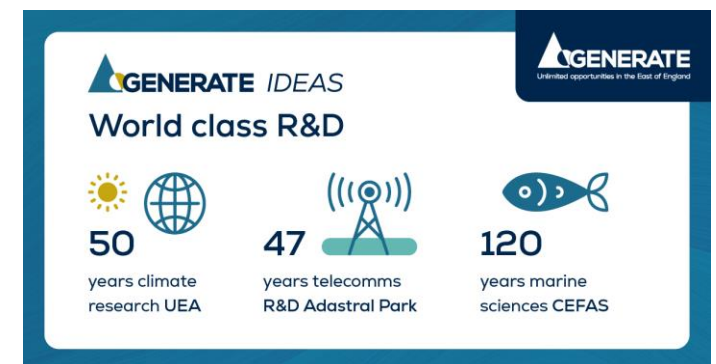 GENERATE IDEAS
GENERATE
Unlimited opportunities in the East of England
World class R&D
50
years climate
research UEA
47
years telecomms
R&D Adastral Park
120
years marine
sciences CEFAS